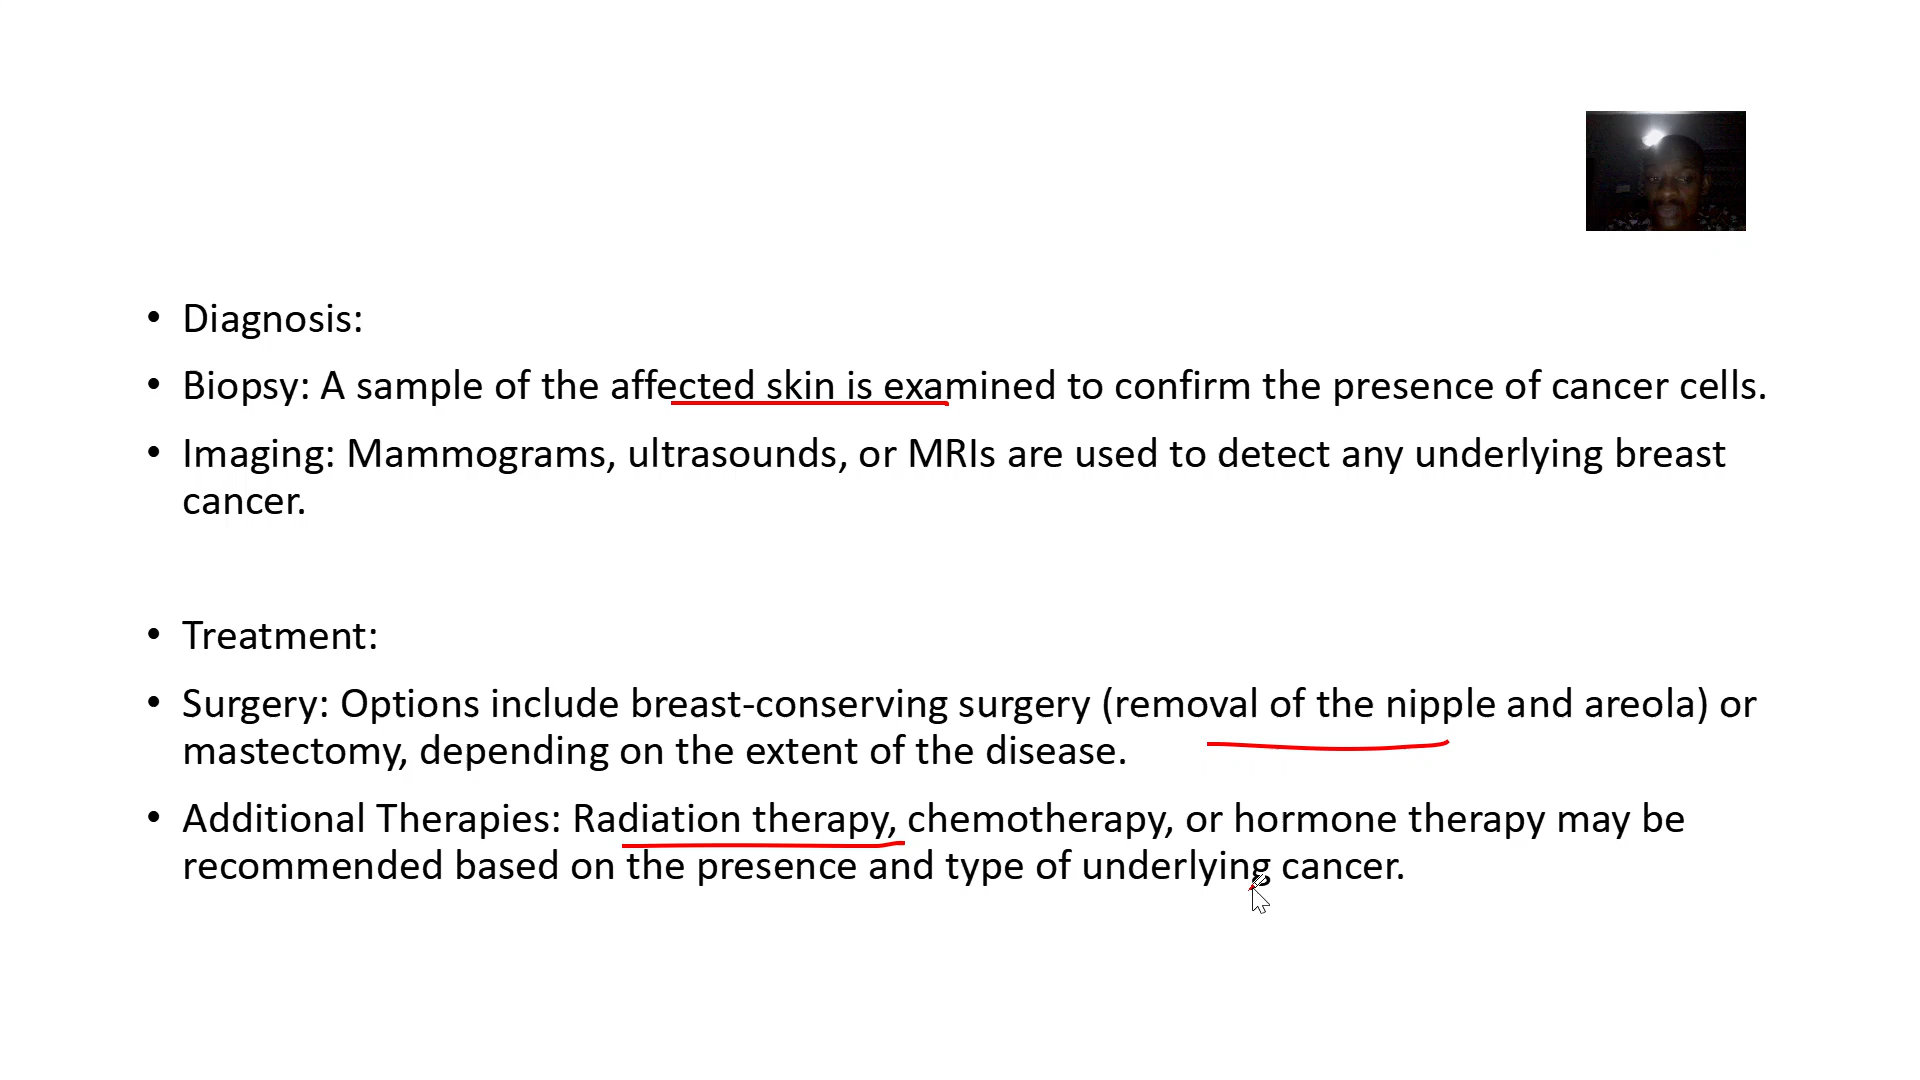 • Diagnosis:
• Biopsy: A sample of the affected skin is examined to confirm the presence of cancer cells.
• Imaging: Mammograms, ultrasounds, or MRIs are used to detect any underlying breast
cancer.
• Treatment:
• Surgery: Options include breast-conserving surgery (removal of the nipple and areola) or
mastectomy, depending on the extent of the disease.
• Additional Therapies: Radiation therapy, chemotherapy, or hormone therapy may be
recommended based on the presence and type of underlying cancer.